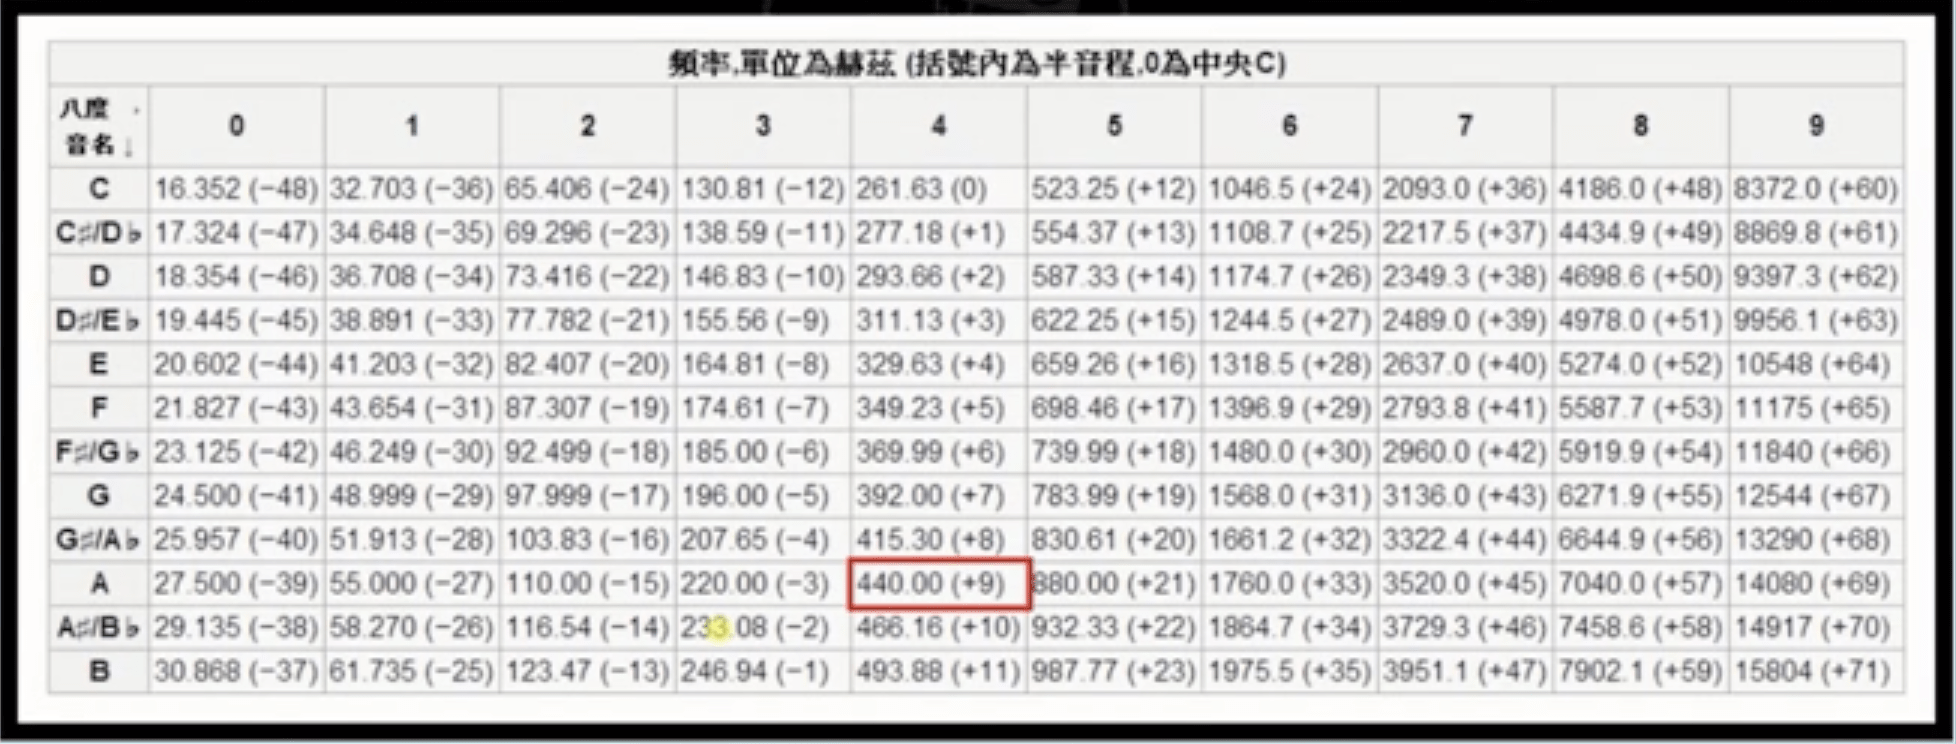 頻率,單位為赫茲 (括號內為半音程,0為中央C)
八度 0 1 2 3 4 5 6 7 8 9
音名↓
C 16.352 (−48) 32.703 (−36) 65.406 (−24) 130.81 (−12) 261.63 (0) 523.25 (+12) 1046.5 (+24) 2093.0 (+36) 4186.0 (+48) 8372.0 (+60)
C♯/D♭ 17.324 (−47) 34.648 (−35) 69.296 (−23) 138.59 (−11) 277.18 (+1) 554.37 (+13) 1108.7 (+25) 2217.5 (+37) 4434.9 (+49) 8869.8 (+61)
D 18.354 (−46) 36.708 (−34) 73.416 (−22) 146.83 (−10) 293.66 (+2) 587.33 (+14) 1174.7 (+26) 2349.3 (+38) 4698.6 (+50) 9397.3 (+62)
D♯/E♭ 19.445 (−45) 38.891 (−33) 77.782 (−21) 155.56 (−9) 311.13 (+3) 622.25 (+15) 1244.5 (+27) 2489.0 (+39) 4978.0 (+51) 9956.1 (+63)
E 20.602 (−44) 41.203 (−32) 82.407 (−20) 164.81 (−8) 329.63 (+4) 659.26 (+16) 1318.5 (+28) 2637.0 (+40) 5274.0 (+52) 10548 (+64)
F 21.827 (−43) 43.654 (−31) 87.307 (−19) 174.61 (−7) 349.23 (+5) 698.46 (+17) 1396.9 (+29) 2793.8 (+41) 5587.7 (+53) 11175 (+65)
F♯/G♭ 23.125 (−42) 46.249 (−30) 92.499 (−18) 185.00 (−6) 369.99 (+6) 739.99 (+18) 1480.0 (+30) 2960.0 (+42) 5919.9 (+54) 11840 (+66)
G 24.500 (−41) 48.999 (−29) 97.999 (−17) 196.00 (−5) 392.00 (+7) 783.99 (+19) 1568.0 (+31) 3136.0 (+43) 6271.9 (+55) 12544 (+67)
G♯/A♭ 25.957 (−40) 51.913 (−28) 103.83 (−16) 207.65 (−4) 415.30 (+8) 830.61 (+20) 1661.2 (+32) 3322.4 (+44) 6644.9 (+56) 13290 (+68)
A 27.500 (−39) 55.000 (−27) 110.00 (−15) 220.00 (−3) 440.00 (+9) 880.00 (+21) 1760.0 (+33) 3520.0 (+45) 7040.0 (+57) 14080 (+69)
A♯/B♭ 29.135 (−38) 58.270 (−26) 116.54 (−14) 233.08 (−2) 466.16 (+10) 932.33 (+22) 1864.7 (+34) 3729.3 (+46) 7458.6 (+58) 14917 (+70)
B 30.868 (−37) 61.735 (−25) 123.47 (−13) 246.94 (−1) 493.88 (+11) 987.77 (+23) 1975.5 (+35) 3951.1 (+47) 7902.1 (+59) 15804 (+71)